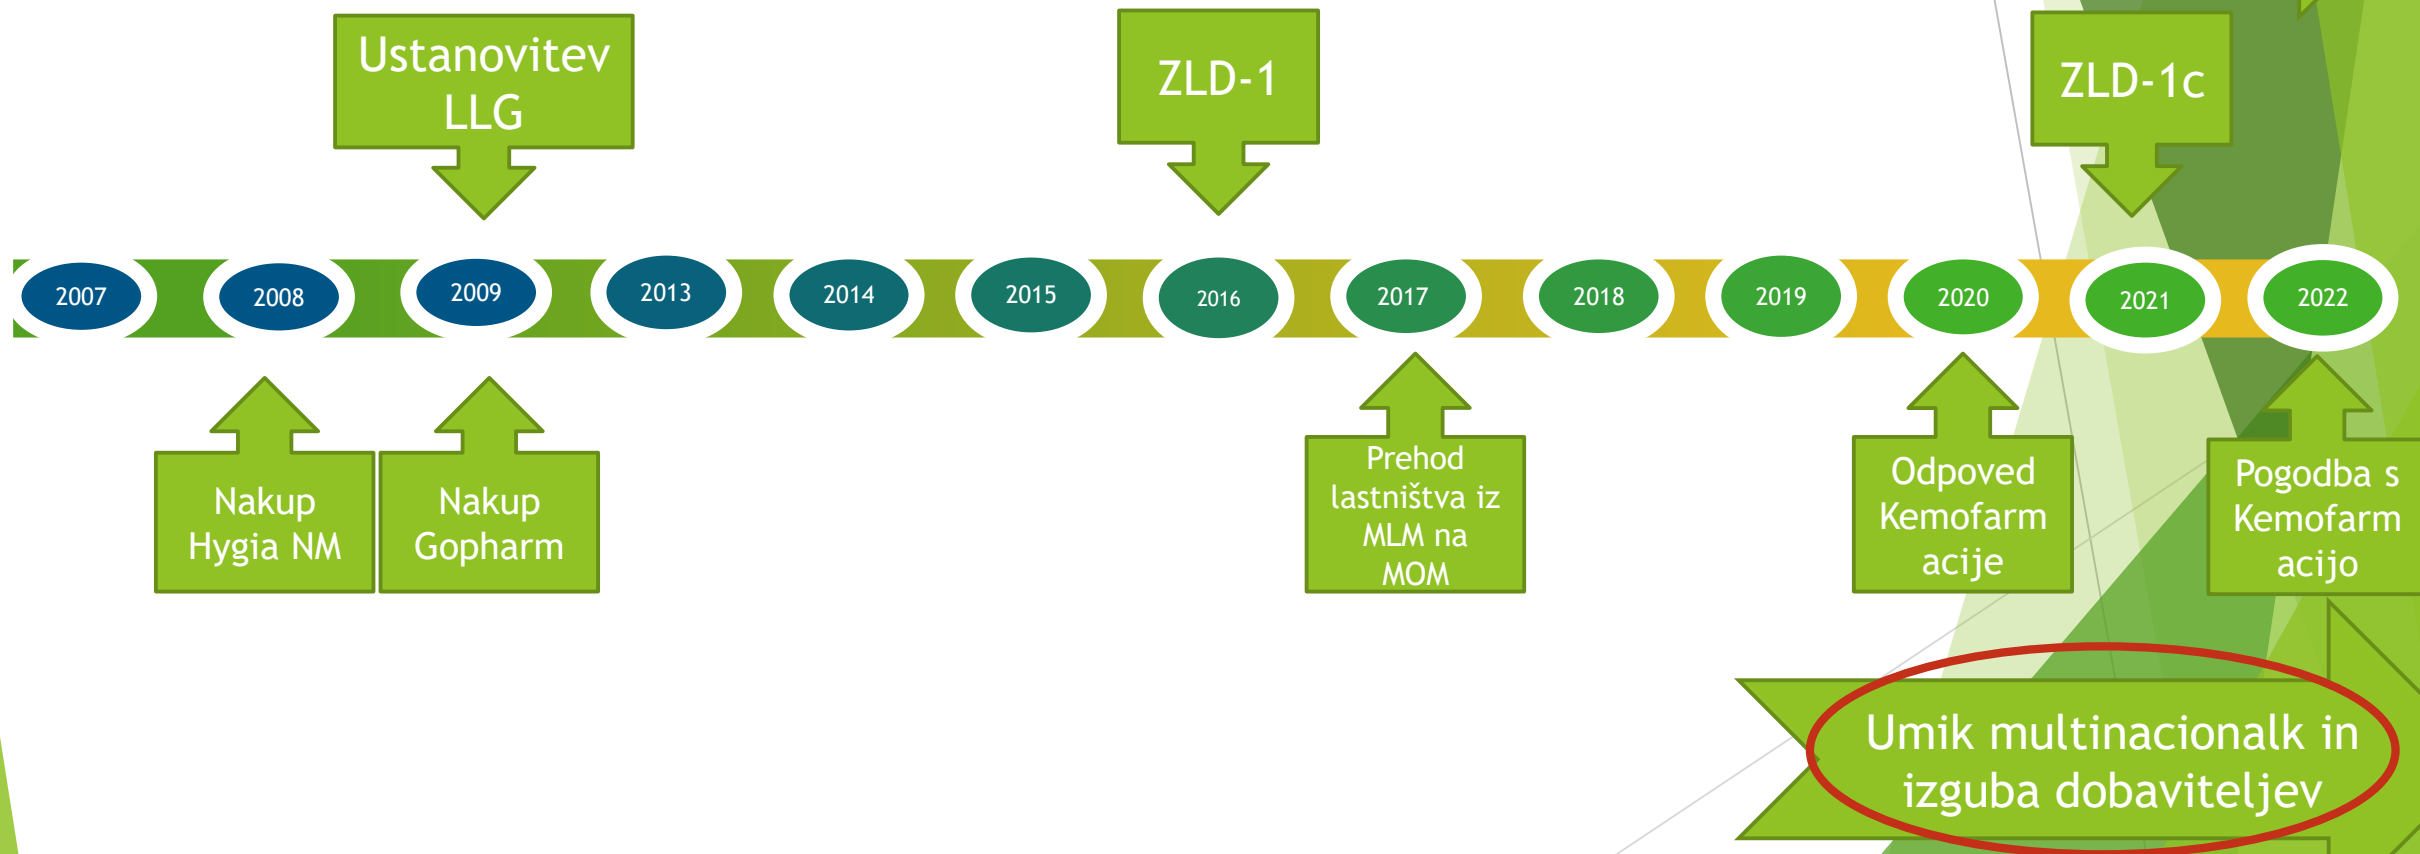 Ustanovitev
LLG
ZLD-1
ZLD-1c
2007
2008
2009
2013
2014
2015
2016
2017
2018
2019
2020
2021
2022
Nakup
Hygia NM
Nakup
Gopharm
Prehod
lastništva iz
MLM na
MOM
Odpoved
Kemofarm
acije
Pogodba s
Kemofarm
acijo
Umik multinacionalk in
izguba dobaviteljev